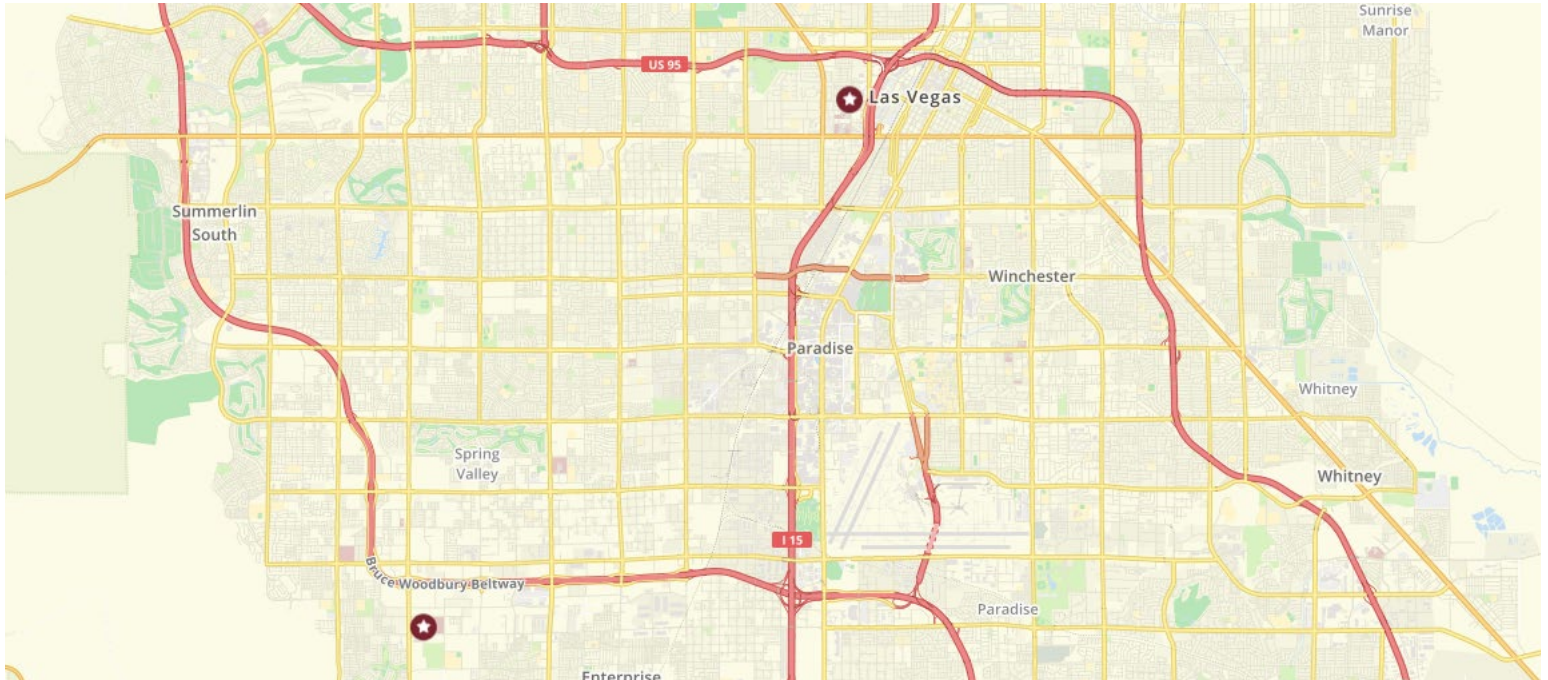 Sunrise
Manor
US 95
Las Vegas
Summerlin
South
Winchester
Paradise
Whitney
Spring
Valley
Whitney
I 15
Bruce Woodbury Beltway
Paradise
Enterprise